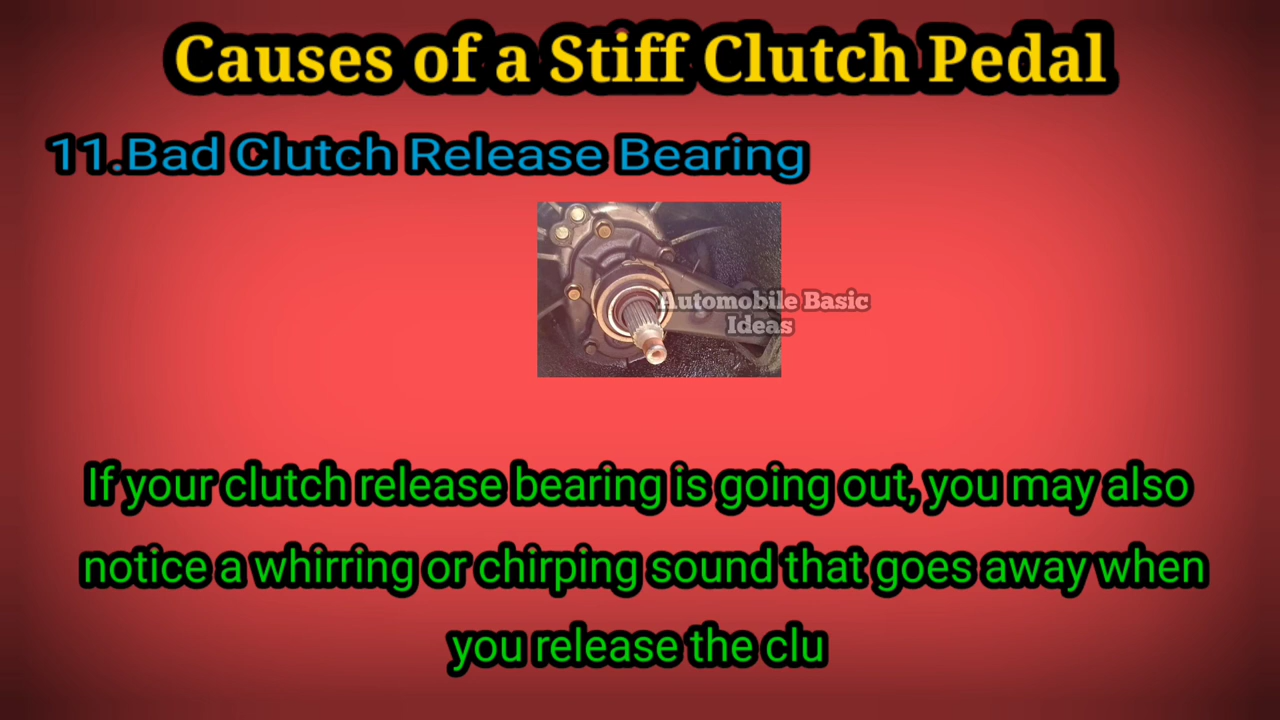 Causes of a Stiff Clutch Pedal
11.Bad Clutch Release Bearing
Automobile Basic
Ideas
If your clutch release bearing is going out, you may also
notice a whirring or chirping sound that goes away when
you release the clu